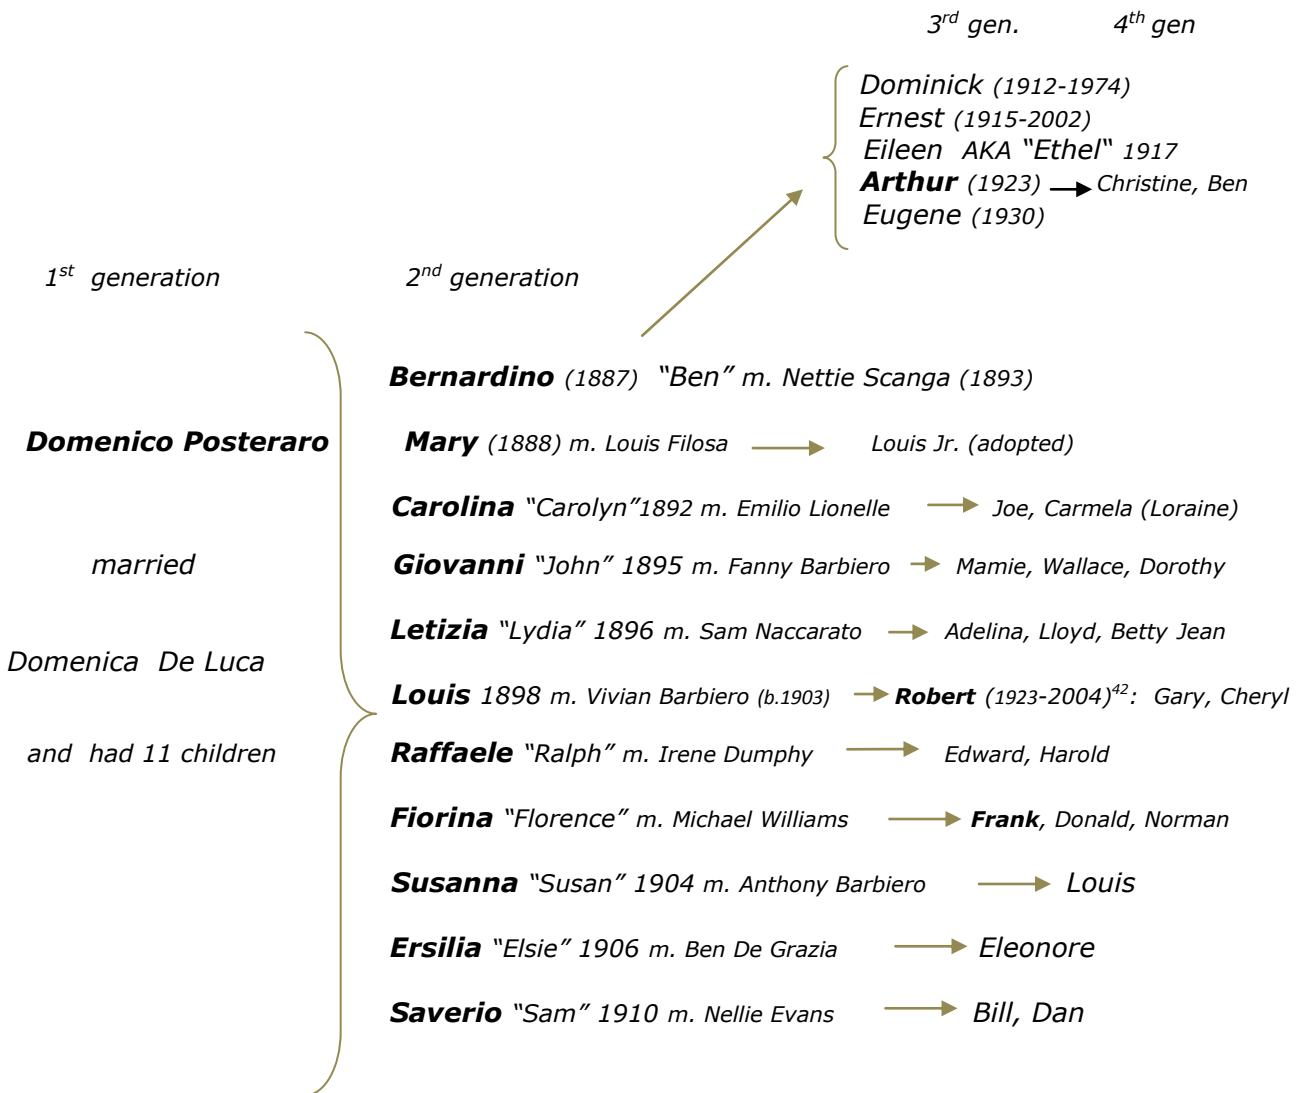 3rd gen. 4th gen
Dominick (1912-1974)
Ernest (1915-2002)
Eileen AKA “Ethel“ 1917
Arthur (1923) Christine, Ben
Eugene (1930)
1st generation 2nd generation
Bernardino (1887) “Ben” m. Nettie Scanga (1893)
Domenico Posteraro Mary (1888) m. Louis Filosa Louis Jr. (adopted)
Carolina “Carolyn”1892 m. Emilio Lionelle Joe, Carmela (Loraine)
married Giovanni “John” 1895 m. Fanny Barbiero Mamie, Wallace, Dorothy
Letizia “Lydia” 1896 m. Sam Naccarato Adelina, Lloyd, Betty Jean
Domenica De Luca
Louis 1898 m. Vivian Barbiero (b.1903) Robert (1923-2004)42: Gary, Cheryl
and had 11 children Raffaele “Ralph” m. Irene Dumphy Edward, Harold
Fiorina “Florence” m. Michael Williams Frank, Donald, Norman
Susanna “Susan” 1904 m. Anthony Barbiero Louis
Ersilia “Elsie” 1906 m. Ben De Grazia Eleonore
Saverio “Sam” 1910 m. Nellie Evans Bill, Dan